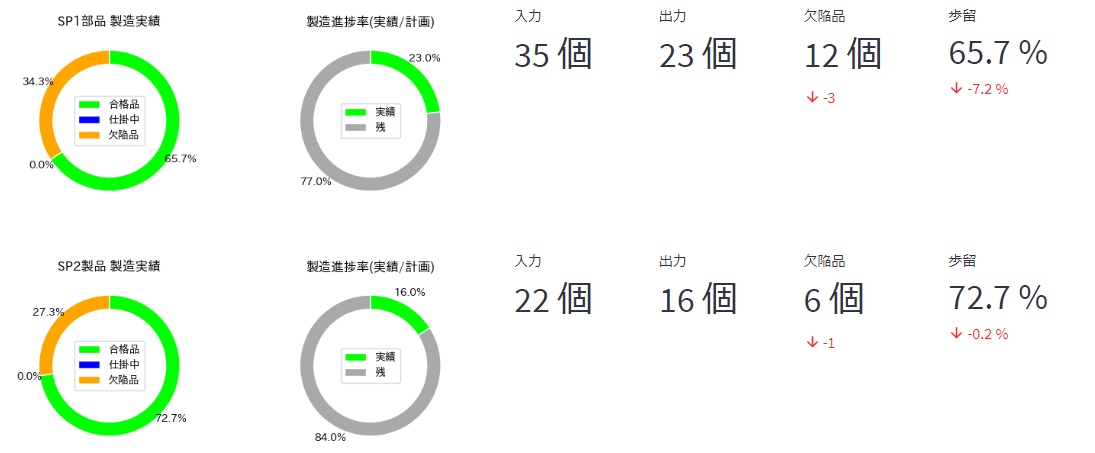 SP1部品 製造実績
34.3%
0.0%
65.7%
合格品
仕掛中
欠陥品
製造進捗率(実績/計画)
23.0%
77.0%
実績
残
入力
35 個
出力
23 個
欠陥品
12 個
↓ -3
歩留
65.7 %
↓ -7.2 %
SP2製品 製造実績
27.3%
0.0%
72.7%
合格品
仕掛中
欠陥品
製造進捗率(実績/計画)
16.0%
84.0%
実績
残
入力
22 個
出力
16 個
欠陥品
6 個
↓ -1
歩留
72.7 %
↓ -0.2 %